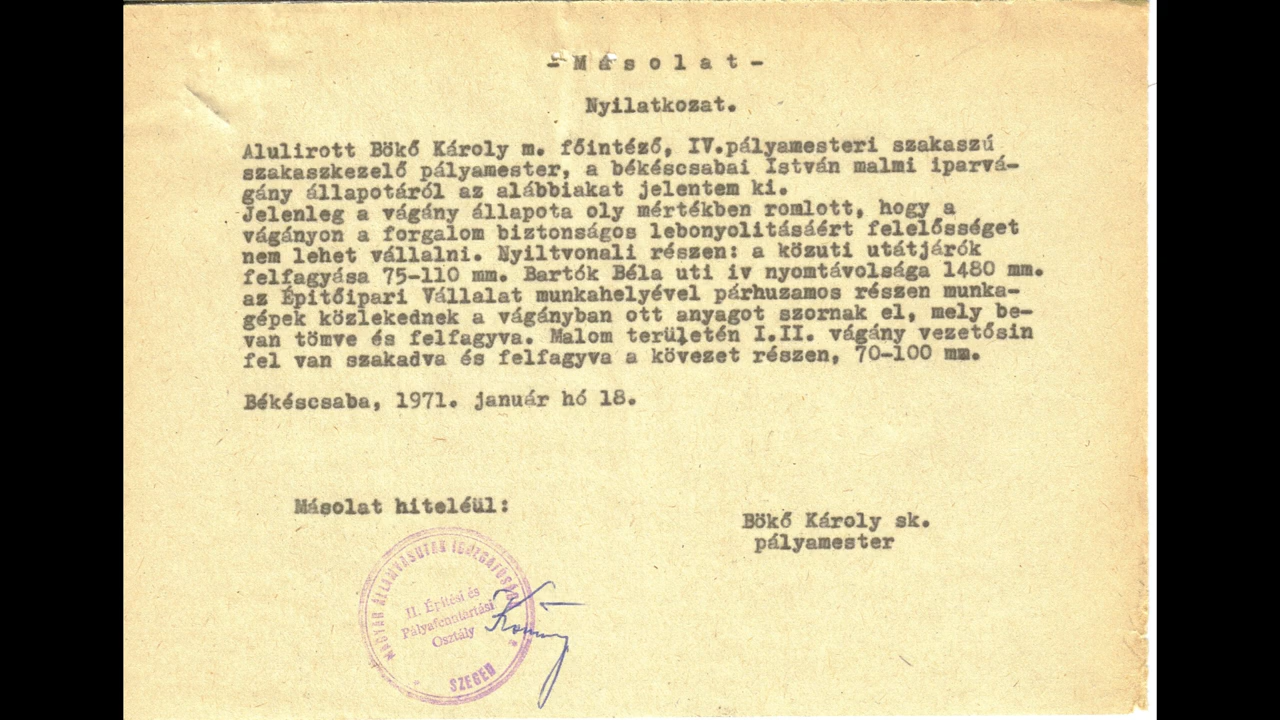 - M á s o l a t -
Nyilatkozat.
Alulirott Bökő Károly m. főintéző, IV.pályamesteri szakaszú
szakaszkezelő pályamester, a békéscsabai István malmi iparvá-
gány állapotáról az alábbiakat jelentem ki.
Jelenleg a vágány állapota oly mértékben romlott, hogy a
vágányon a forgalom biztonságos lebonyolitásáért felelősséget
nem lehet vállalni. Nyiltvonali részen: a közuti utátjárók
felfagyása 75-110 mm. Bartók Béla uti iv nyomtávolsága 1480 mm.
az Épitőipari Vállalat munkahelyével párhuzamos részen munka-
gépek közlekednek a vágányban ott anyagot szornak el, mely be-
van tömve és felfagyva. Malom területén I.II. vágány vezetősin
fel van szakadva és felfagyva a kövezet részen, 70-100 mm.
Békéscsaba, 1971. január hó 18.
Másolat hiteléül:
Bökő Károly sk.
pályamester
MAGYAR ÁLLAMVASUTAK IGAZGATÓSÁG
II. Építési és
Pályafenntartási
Osztály
SZEGED